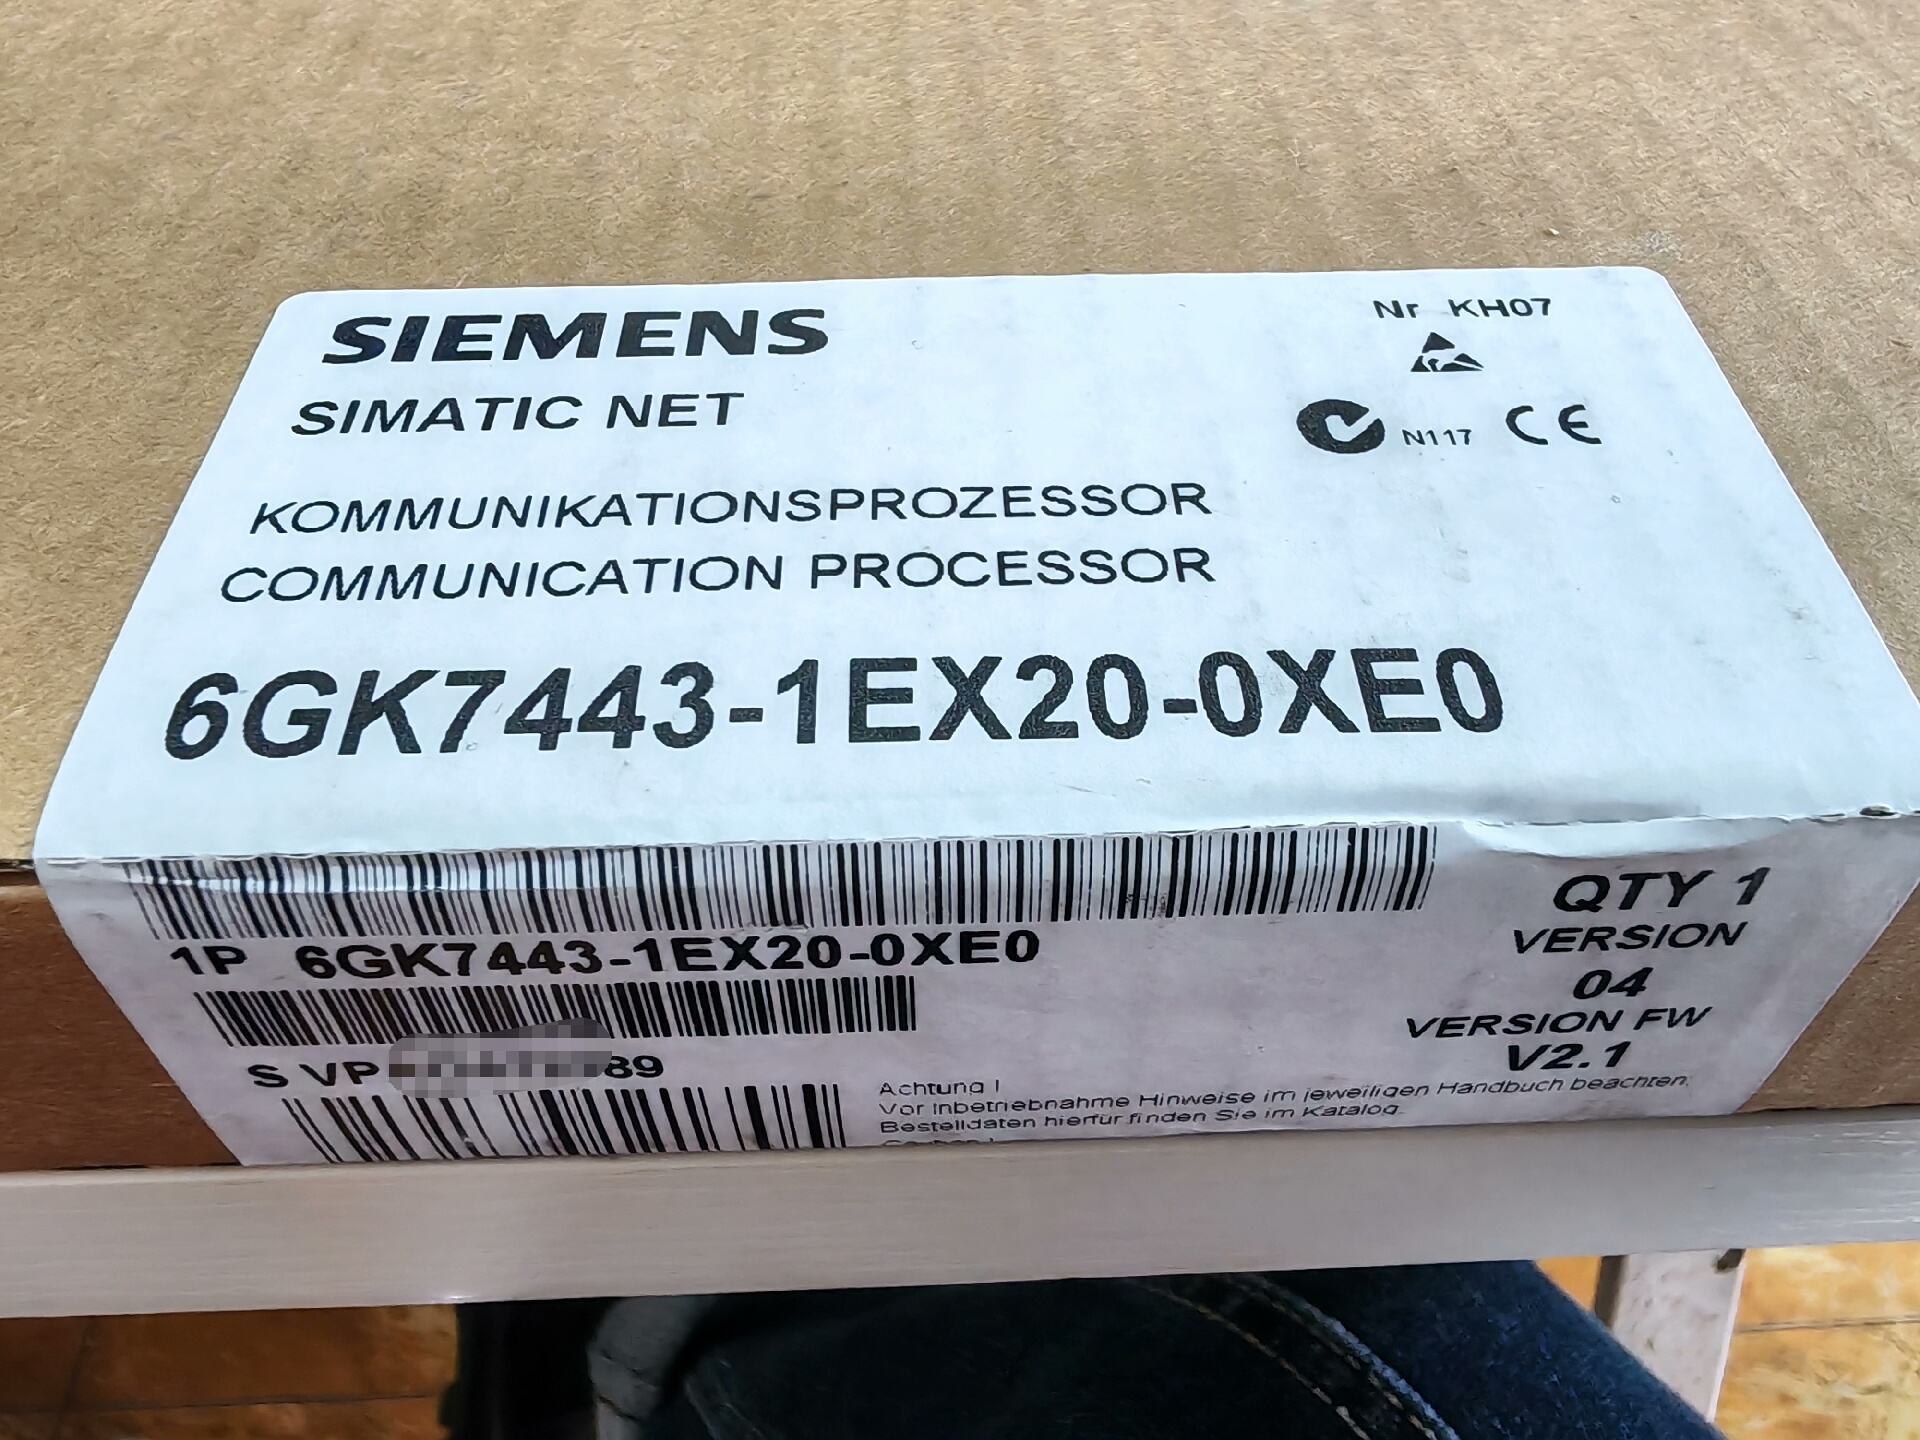 SIEMENS
Nr KH07
SIMATIC NET
N117 CE
KOMMUNIKATIONSPROZESSOR
COMMUNICATION PROCESSOR
6GK7443-1EX20-0XE0
QTY 1
1P 6GK7443-1EX20-0XE0
VERSION
04
VERSION FW
V2.1
S VP 89
Achtung !
Vor Inbetriebnahme Hinweise im jeweiligen Handbuch beachten.
Bestelldaten hierfür finden Sie im Katalog.